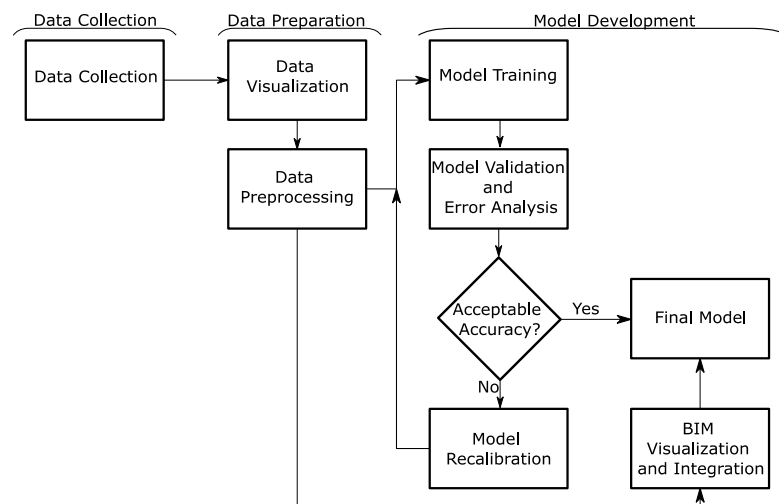 Data Collection
Data Preparation
Model Development
Data Collection
Data
Visualization
Model Training
Data
Preprocessing
Model Validation
and
Error Analysis
Acceptable
Accuracy?
Yes
Final Model
No
Model
Recalibration
BIM
Visualization
and Integration